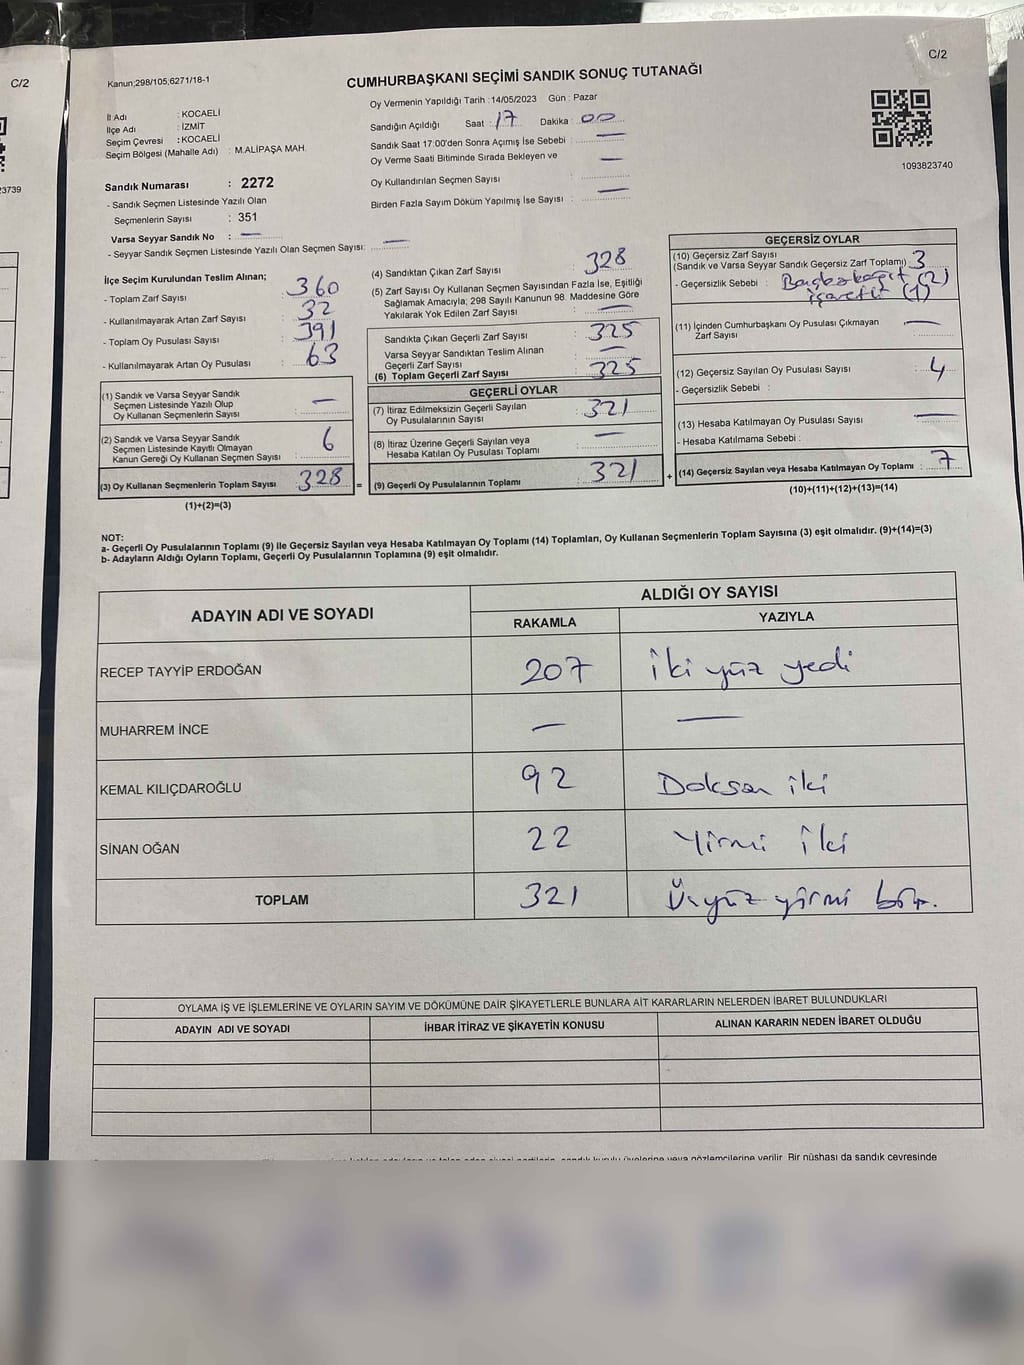 C/2
3739
C/2
Kanun;298/105;6271/18-1
CUMHURBAŞKANI SEÇİMİ SANDIK SONUÇ TUTANAĞI
1093823740
İl Adı : KOCAELİ
İlçe Adı : İZMİT
Seçim Çevresi : KOCAELİ
Seçim Bölgesi (Mahalle Adı) : M.ALİPAŞA MAH.
Sandık Numarası : 2272
- Sandık Seçmen Listesinde Yazılı Olan
Seçmenlerin Sayısı : 351
Varsa Seyyar Sandık No : —
- Seyyar Sandık Seçmen Listesinde Yazılı Olan Seçmen Sayısı: —
Oy Vermenin Yapıldığı Tarih : 14/05/2023 Gün : Pazar
Sandığın Açıldığı Saat : 17 Dakika : 00
Sandık Saat 17:00'den Sonra Açımış İse Sebebi : —
Oy Verme Saati Bitiminde Sırada Bekleyen ve —
Oy Kullandırılan Seçmen Sayısı :
Birden Fazla Sayım Döküm Yapılmış İse Sayısı : —
İlçe Seçim Kurulundan Teslim Alınan;
- Toplam Zarf Sayısı : 360
- Kullanılmayarak Artan Zarf Sayısı : 32
- Toplam Oy Pusulası Sayısı : 391
- Kullanılmayarak Artan Oy Pusulası : 63
(1) Sandık ve Varsa Seyyar Sandık
Seçmen Listesinde Yazılı Olup
Oy Kullanan Seçmenlerin Sayısı : —
(2) Sandık ve Varsa Seyyar Sandık
Seçmen Listesinde Kayıtlı Olmayan
Kanun Gereği Oy Kullanan Seçmen Sayısı : 6
(3) Oy Kullanan Seçmenlerin Toplam Sayısı : 328 =
(1)+(2)=(3)
(4) Sandıktan Çıkan Zarf Sayısı : 328
(5) Zarf Sayısı Oy Kullanan Seçmen Sayısından Fazla İse, Eşitliği
Sağlamak Amacıyla; 298 Sayılı Kanunun 98. Maddesine Göre
Yakılarak Yok Edilen Zarf Sayısı : —
Sandıkta Çıkan Geçerli Zarf Sayısı : 325
Varsa Seyyar Sandıktan Teslim Alınan
Geçerli Zarf Sayısı : —
(6) Toplam Geçerli Zarf Sayısı : 325
GEÇERLİ OYLAR
(7) İtiraz Edilmeksizin Geçerli Sayılan
Oy Pusulalarının Sayısı : 321
(8) İtiraz Üzerine Geçerli Sayılan veya
Hesaba Katılan Oy Pusulası Toplamı : —
(9) Geçerli Oy Pusulalarının Toplamı : 321 +
GEÇERSİZ OYLAR
(10) Geçersiz Zarf Sayısı
(Sandık ve Varsa Seyyar Sandık Geçersiz Zarf Toplamı) 3
- Geçersizlik Sebebi : (2)
işaretli (1)
(11) İçinden Cumhurbaşkanı Oy Pusulası Çıkmayan
Zarf Sayısı : —
(12) Geçersiz Sayılan Oy Pusulası Sayısı : 4
- Geçersizlik Sebebi :
(13) Hesaba Katılmayan Oy Pusulası Sayısı : —
- Hesaba Katılmama Sebebi :
(14) Geçersiz Sayılan veya Hesaba Katılmayan Oy Toplamı : 7
(10)+(11)+(12)+(13)=(14)
NOT:
a- Geçerli Oy Pusulalarının Toplamı (9) ile Geçersiz Sayılan veya Hesaba Katılmayan Oy Toplamı (14) Toplamları, Oy Kullanan Seçmenlerin Toplam Sayısına (3) eşit olmalıdır. (9)+(14)=(3)
b- Adayların Aldığı Oyların Toplamı, Geçerli Oy Pusulalarının Toplamına (9) eşit olmalıdır.
ADAYIN ADI VE SOYADI
ALDIĞI OY SAYISI
RAKAMLA YAZIYLA
RECEP TAYYİP ERDOĞAN 207 iki yüz yedi
MUHARREM İNCE — —
KEMAL KILIÇDAROĞLU 92 Doksan iki
SİNAN OĞAN 22 Yirmi iki
TOPLAM 321 Üçyüz yirmi bir.
OYLAMA İŞ VE İŞLEMLERİNE VE OYLARIN SAYIM VE DÖKÜMÜNE DAİR ŞİKAYETLERLE BUNLARA AİT KARARLARIN NELERDEN İBARET BULUNDUKLARI
ADAYIN ADI VE SOYADI İHBAR İTİRAZ VE ŞİKAYETİN KONUSU ALINAN KARARIN NEDEN İBARET OLDUĞU
sandık kurulu üyelerine veya gözlemcilerine verilir. Bir nüshası da sandık çevresinde